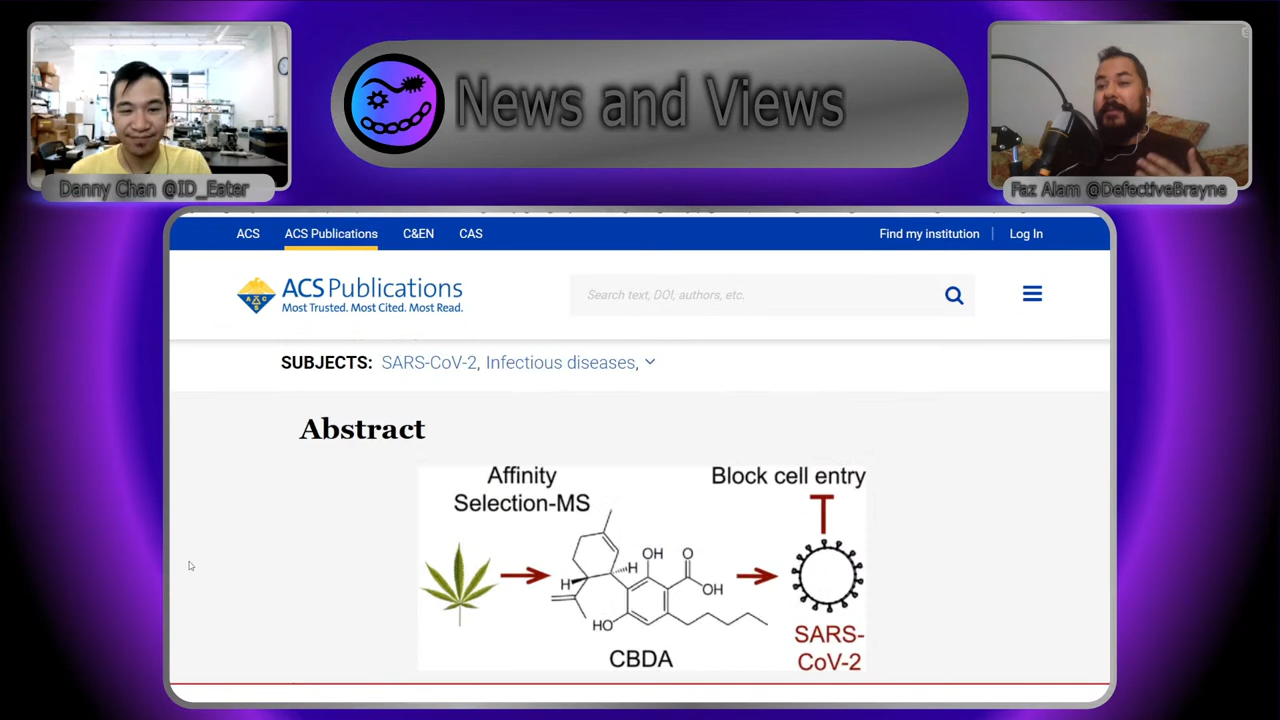 News and Views
Danny Chan @ID_Eater
Faz Alam @DefectiveBrayne
ACS
ACS Publications
C&EN
CAS
Find my institution
Log In
ACS Publications
Most Trusted. Most Cited. Most Read.
Search text, DOI, authors, etc.
SUBJECTS: SARS-CoV-2, Infectious diseases,
Abstract
Affinity
Selection-MS
Block cell entry
OH
O
H
H
OH
HO
CBDA
SARS-
CoV-2